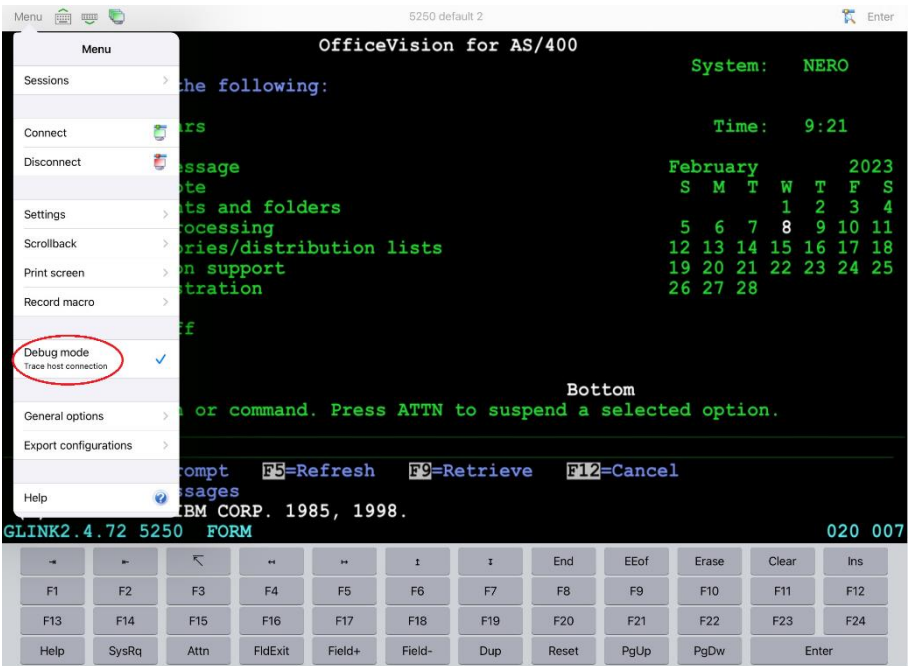 Menu 5250 default 2 Enter
Menu
Sessions
Connect
Disconnect
Settings
Scrollback
Print screen
Record macro
Debug mode
Trace host connection
General options
Export configurations
Help
OfficeVision for AS/400
System: NERO
the following:
rs Time: 9:21
essage February 2023
ote S M T W T F S
ts and folders 1 2 3 4
ocessing 5 6 7 8 9 10 11
ories/distribution lists 12 13 14 15 16 17 18
on support 19 20 21 22 23 24 25
stration 26 27 28
ff
Bottom
or command. Press ATTN to suspend a selected option.
ompt F5=Refresh F9=Retrieve F12=Cancel
ssages
IBM CORP. 1985, 1998.
GLINK2.4.72 5250 FORM 020 007
End EEof Erase Clear Ins
F1 F2 F3 F4 F5 F6 F7 F8 F9 F10 F11 F12
F13 F14 F15 F16 F17 F18 F19 F20 F21 F22 F23 F24
Help SysRq Attn FldExit Field+ Field- Dup Reset PgUp PgDw Enter